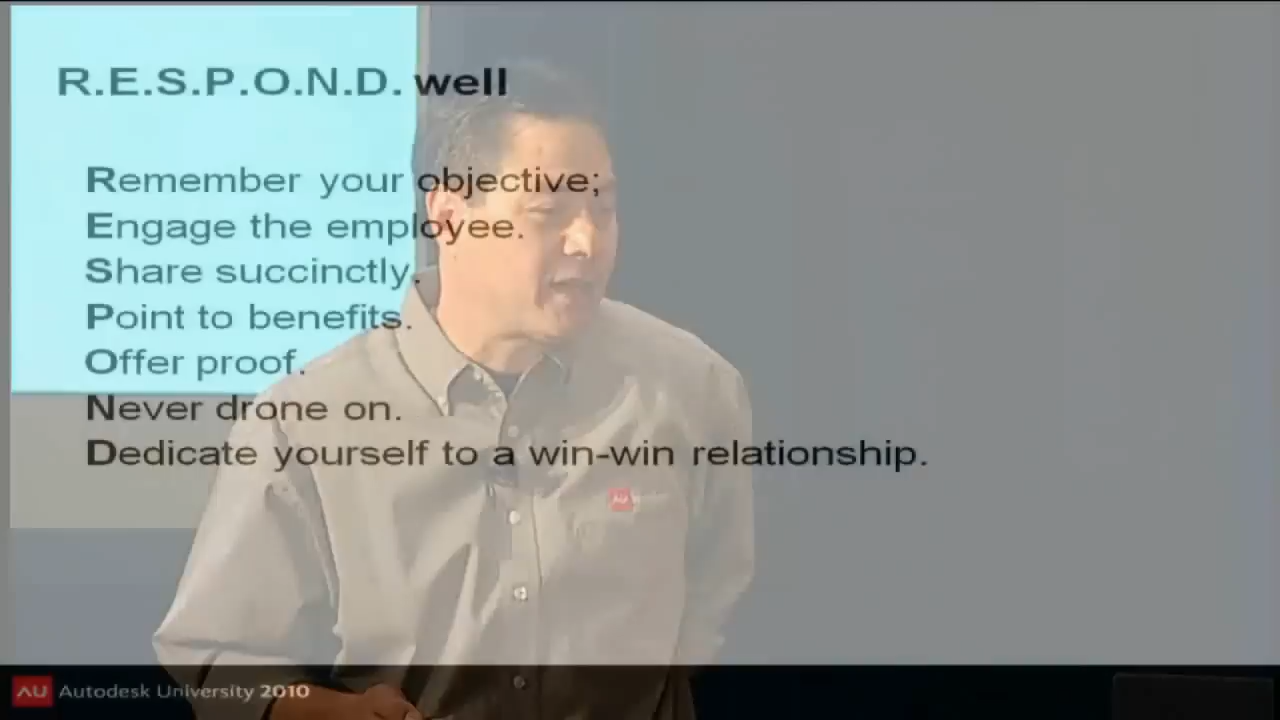 R.E.S.P.O.N.D. well
Remember your objective;
Engage the employee.
Share succinctly.
Point to benefits.
Offer proof.
Never drone on.
Dedicate yourself to a win-win relationship.
AU
AU Autodesk University 2010